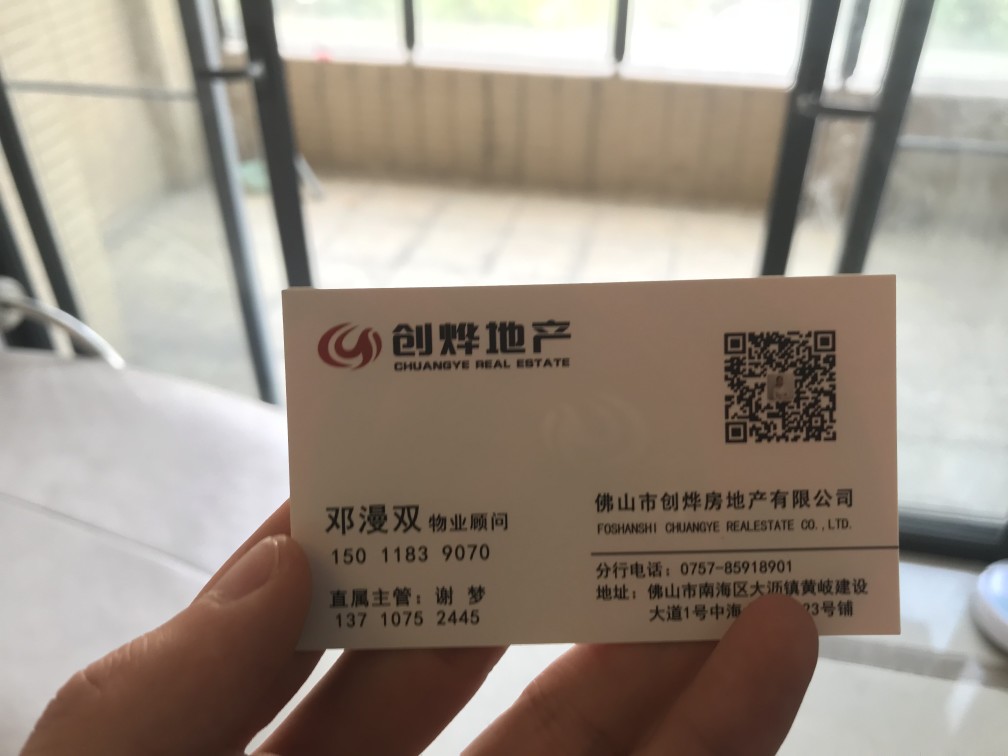 创烨地产
CHUANGYE REAL ESTATE
邓漫双 物业顾问
150 1183 9070
直属主管：谢 梦
137 1075 2445
佛山市创烨房地产有限公司
FOSHANSHI CHUANGYE REALESTATE CO.,LTD.
分行电话：0757-85918901
地址：佛山市南海区大沥镇黄岐建设
大道1号中海 23号铺